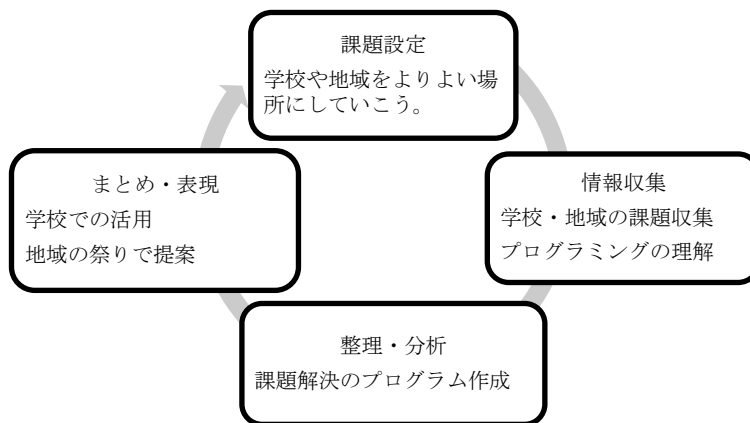 課題設定
学校や地域をよりよい場
所にしていこう。
情報収集
学校・地域の課題収集
プログラミングの理解
整理・分析
課題解決のプログラム作成
まとめ・表現
学校での活用
地域の祭りで提案